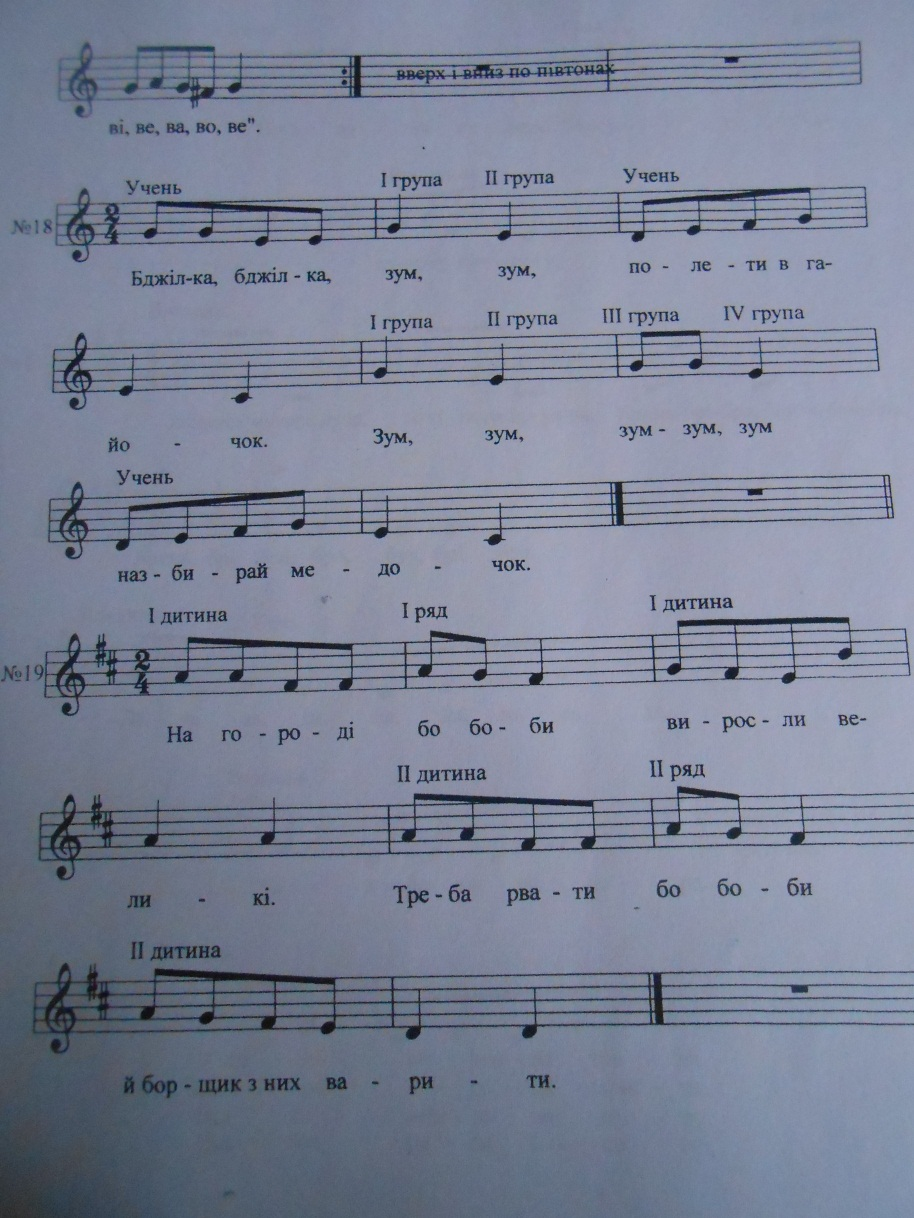 вверх і вниз по півтонах
ві, ве, ва, во, ве".
Учень І група ІІ група Учень
№18
2 4
Бджіл-ка, бджіл - ка, зум, зум, по - ле - ти в га-
І група ІІ група ІІІ група IV група
йо - чок. Зум, зум, зум - зум, зум
Учень
наз - би - рай ме - до - чок.
І дитина І ряд І дитина
№19
2 4
На го - ро - ді бо бо - би ви - рос - ли ве-
ІІ дитина ІІ ряд
ли - кі. Тре - ба рва - ти бо бо - би
ІІ дитина
й бор - щик з них ва - ри - ти.